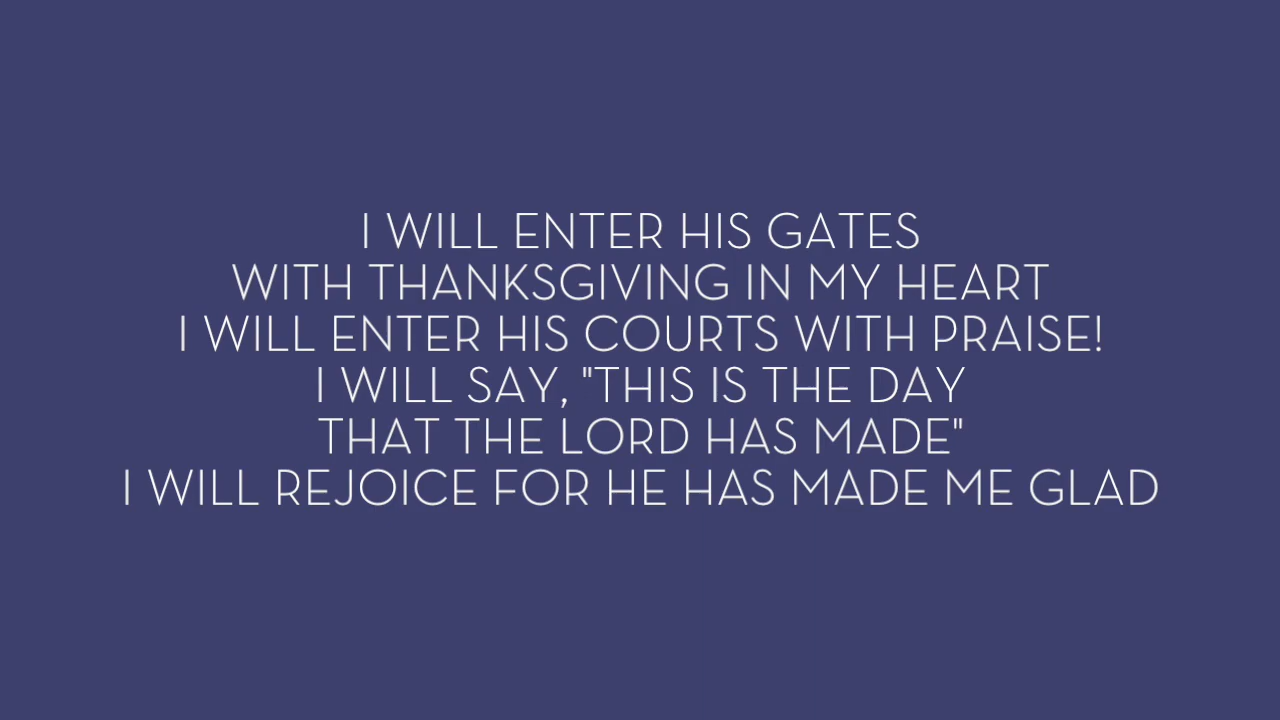 I WILL ENTER HIS GATES
WITH THANKSGIVING IN MY HEART
I WILL ENTER HIS COURTS WITH PRAISE!
I WILL SAY, "THIS IS THE DAY
THAT THE LORD HAS MADE"
I WILL REJOICE FOR HE HAS MADE ME GLAD